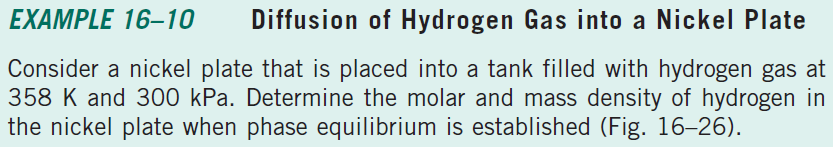 EXAMPLE 16–10 Diffusion of Hydrogen Gas into a Nickel Plate
Consider a nickel plate that is placed into a tank filled with hydrogen gas at
358 K and 300 kPa. Determine the molar and mass density of hydrogen in
the nickel plate when phase equilibrium is established (Fig. 16–26).